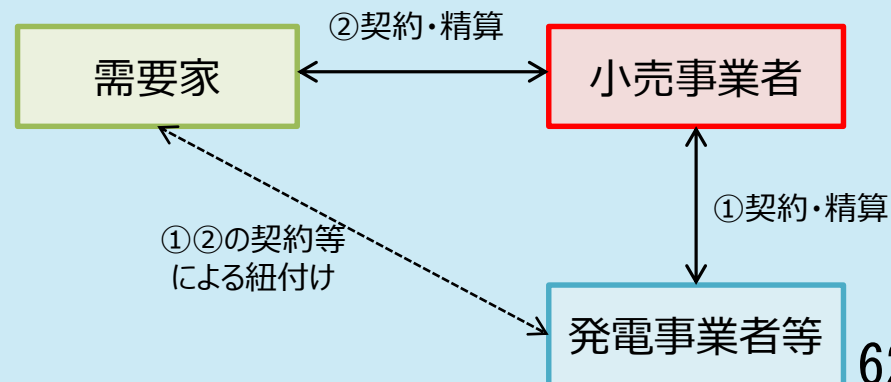 ②契約・精算
需要家
小売事業者
①契約・精算
①②の契約等
による紐付け
発電事業者等